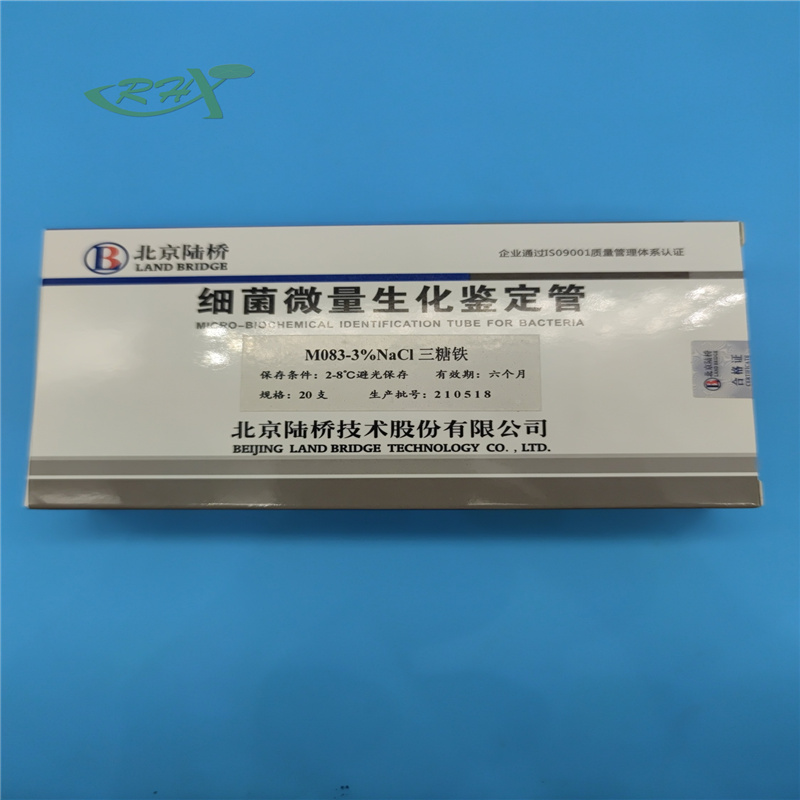 RHX
北京陆桥
LAND BRIDGE
企业通过ISO9001质量管理体系认证
细菌微量生化鉴定管
MICRO-BIOCHEMICAL IDENTIFICATION TUBE FOR BACTERIA
M083-3%NaCl 三糖铁
保存条件：2-8℃避光保存 有效期：六个月
规格：20支 生产批号：210518
北京陆桥技术股份有限公司
BEIJING LAND BRIDGE TECHNOLOGY CO.,LTD.
北京陆桥
合格证